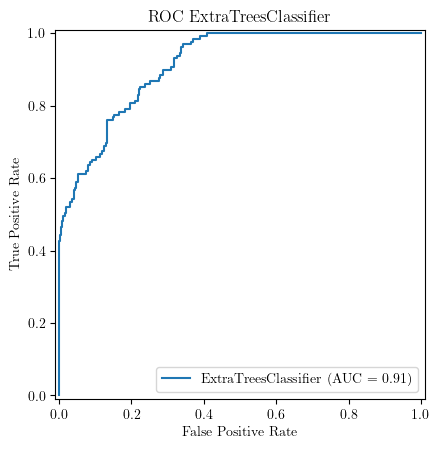 ROC ExtraTreesClassifier
True Positive Rate
1.0
0.8
0.6
0.4
0.2
0.0
ExtraTreesClassifier (AUC = 0.91)
0.0 0.2 0.4 0.6 0.8 1.0
False Positive Rate